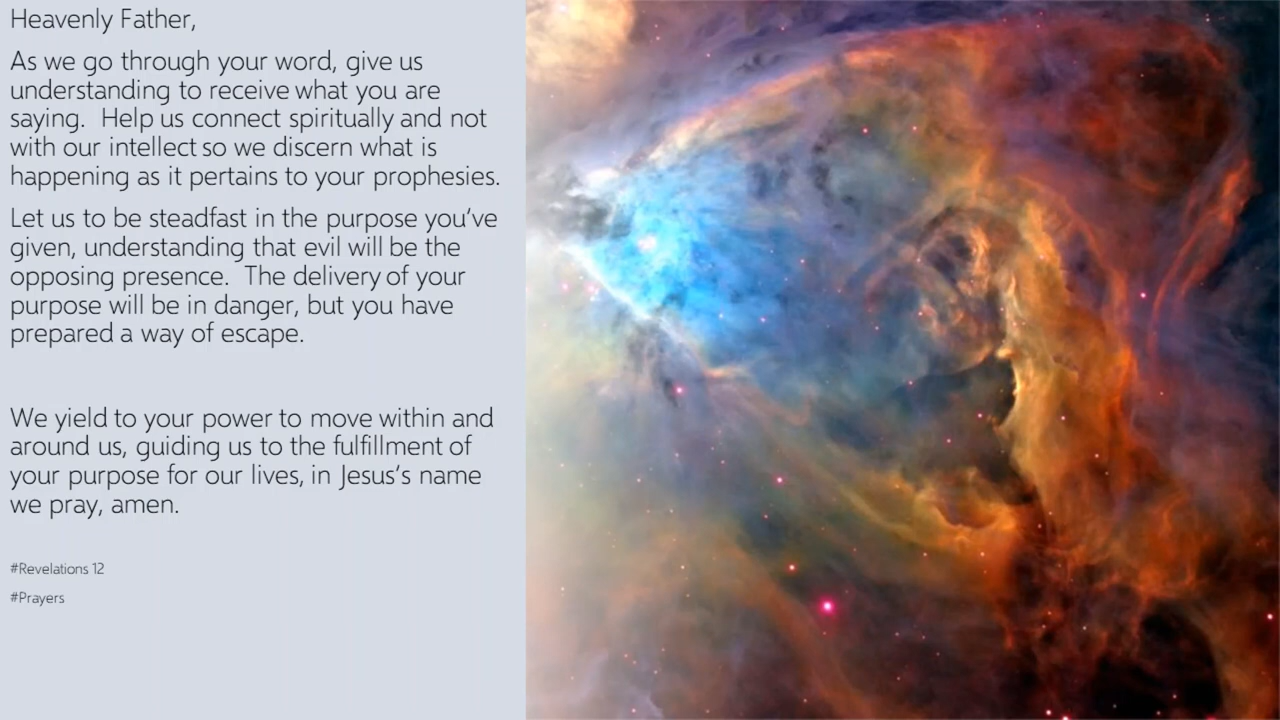 Heavenly Father,
As we go through your word, give us
understanding to receive what you are
saying.  Help us connect spiritually and not
with our intellect so we discern what is
happening as it pertains to your prophesies.
Let us to be steadfast in the purpose you’ve
given, understanding that evil will be the
opposing presence.  The delivery of your
purpose will be in danger, but you have
prepared a way of escape.
We yield to your power to move within and
around us, guiding us to the fulfillment of
your purpose for our lives, in Jesus’s name
we pray, amen.
#Revelations 12
#Prayers